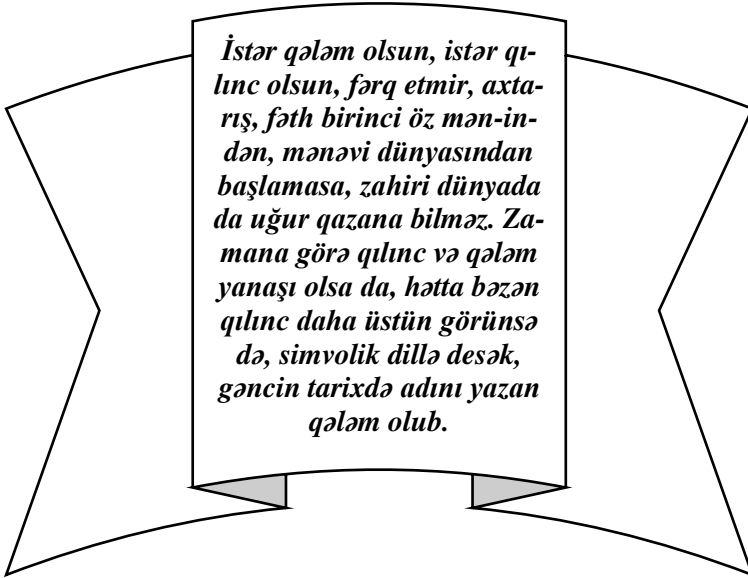 İstər qələm olsun, istər qı-
lınc olsun, fərq etmir, axta-
rış, fəth birinci öz mən-in-
dən, mənəvi dünyasından
başlamasa, zahiri dünyada
da uğur qazana bilməz. Za-
mana görə qılınc və qələm
yanaşı olsa da, hətta bəzən
qılınc daha üstün görünsə
də, simvolik dillə desək,
gəncin tarixdə adını yazan
qələm olub.